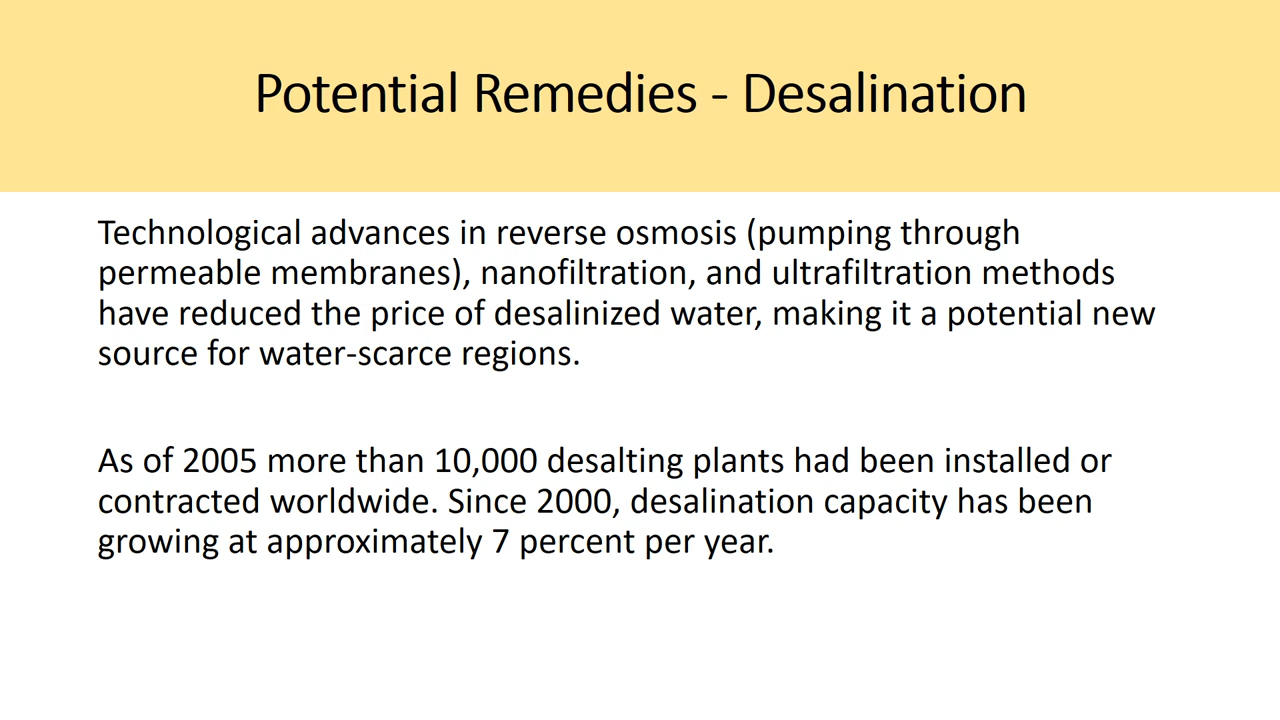 Potential Remedies - Desalination
Technological advances in reverse osmosis (pumping through
permeable membranes), nanofiltration, and ultrafiltration methods
have reduced the price of desalinized water, making it a potential new
source for water-scarce regions.
As of 2005 more than 10,000 desalting plants had been installed or
contracted worldwide. Since 2000, desalination capacity has been
growing at approximately 7 percent per year.